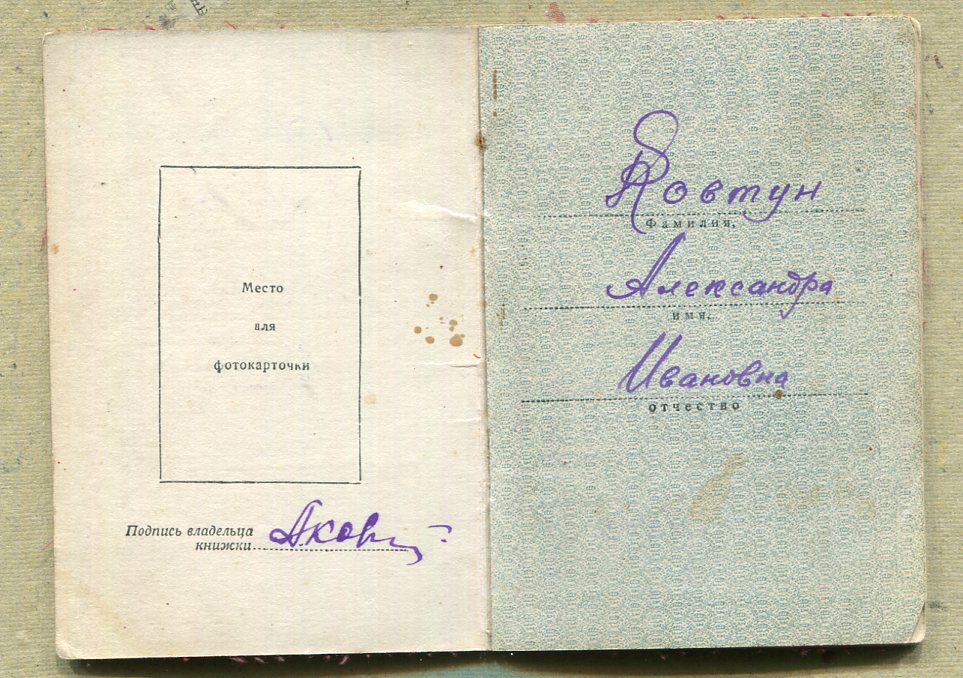 Место
для
фотокарточки
Подпись владельца
книжки
Ковтун
Фамилия,
Александра
имя,
Ивановна
отчество